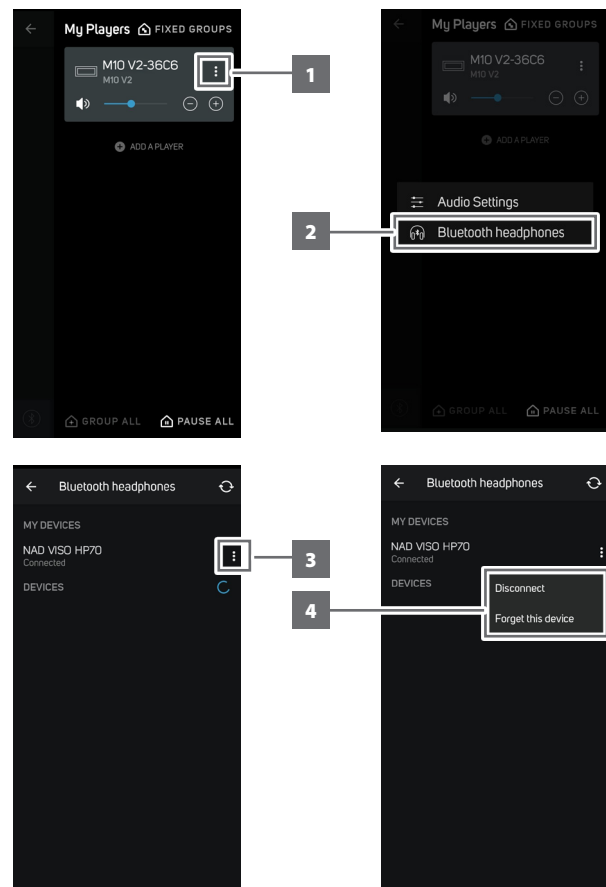 My Players FIXED GROUPS
M10 V2-36C6
M10 V2
ADD A PLAYER
GROUP ALL PAUSE ALL
1
My Players FIXED GROUPS
M10 V2-36C6
M10 V2
ADD A PLAYER
Audio Settings
Bluetooth headphones
GROUP ALL PAUSE ALL
2
Bluetooth headphones
MY DEVICES
NAD VISO HP70
Connected
DEVICES
3
Bluetooth headphones
MY DEVICES
NAD VISO HP70
Connected
DEVICES
Disconnect
Forget this device
4